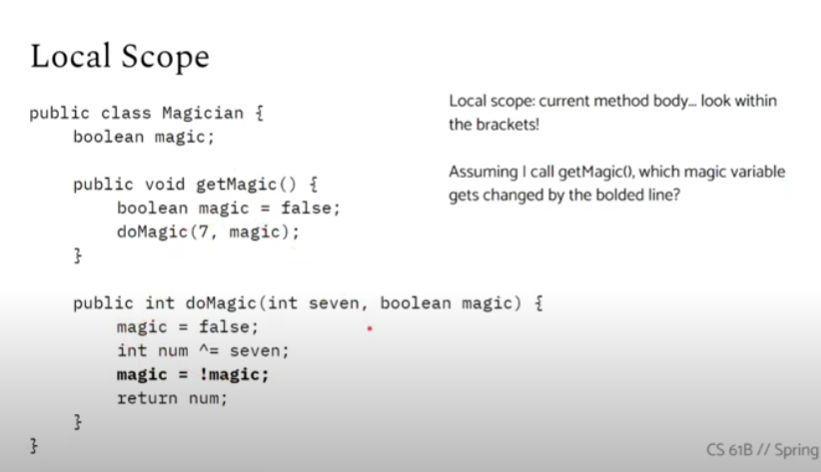 Local Scope
public class Magician {
boolean magic;
public void getMagic() {
boolean magic = false;
doMagic(7, magic);
}
public int doMagic(int seven, boolean magic) {
magic = false;
int num ^= seven;
magic = !magic;
return num;
}
}
Local scope: current method body... look within
the brackets!
Assuming I call getMagic(), which magic variable
gets changed by the bolded line?
CS 61B // Spring